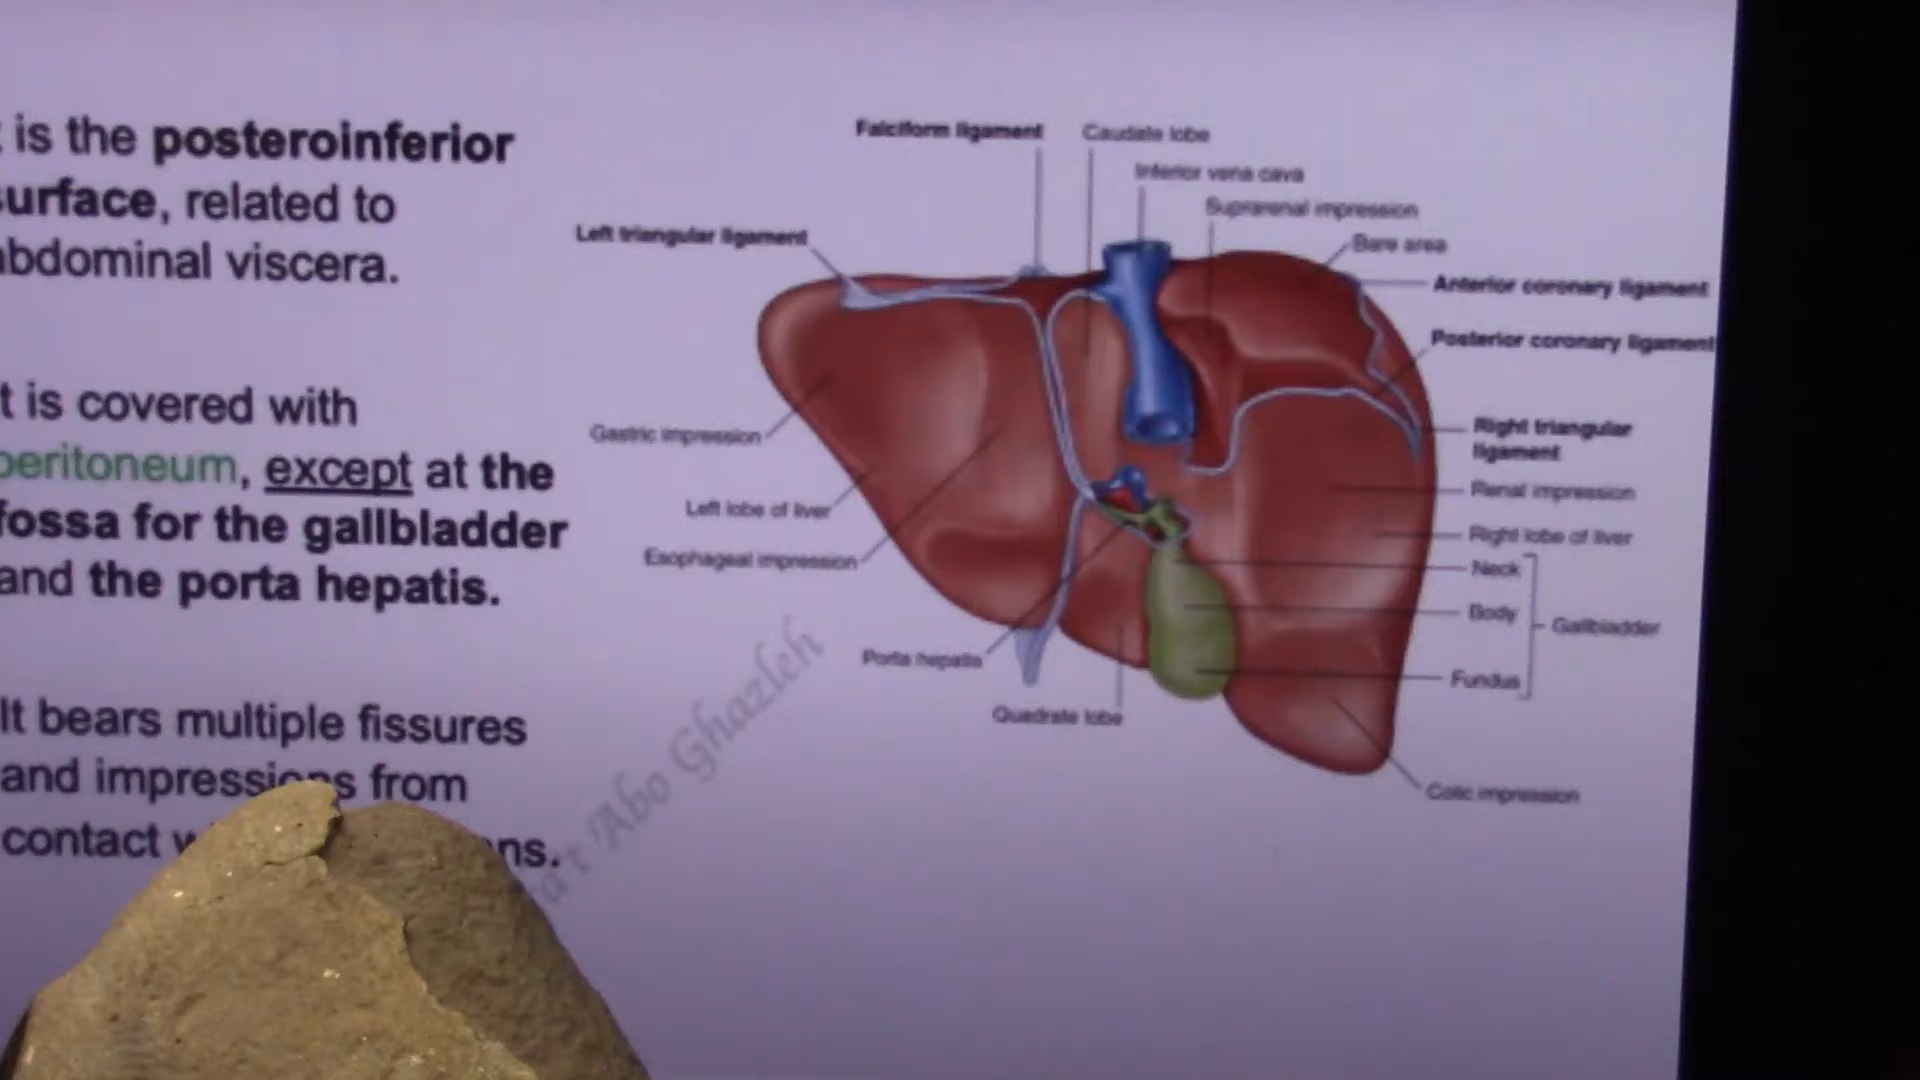 is the posteroinferior
surface, related to
abdominal viscera.
t is covered with
peritoneum, except at the
fossa for the gallbladder
and the porta hepatis.
It bears multiple fissures
and impressions from
contact
ns.
Falciform ligament
Caudate lobe
Inferior vena cava
Suprarenal impression
Bare area
Left triangular ligament
Anterior coronary ligament
Posterior coronary ligament
Gastric impression
Right triangular
ligament
Renal impression
Left lobe of liver
Right lobe of liver
Esophageal impression
Neck
Body
Gallbladder
Porta hepatis
Fundus
Quadrate lobe
Colic impression
Abo Ghazleh